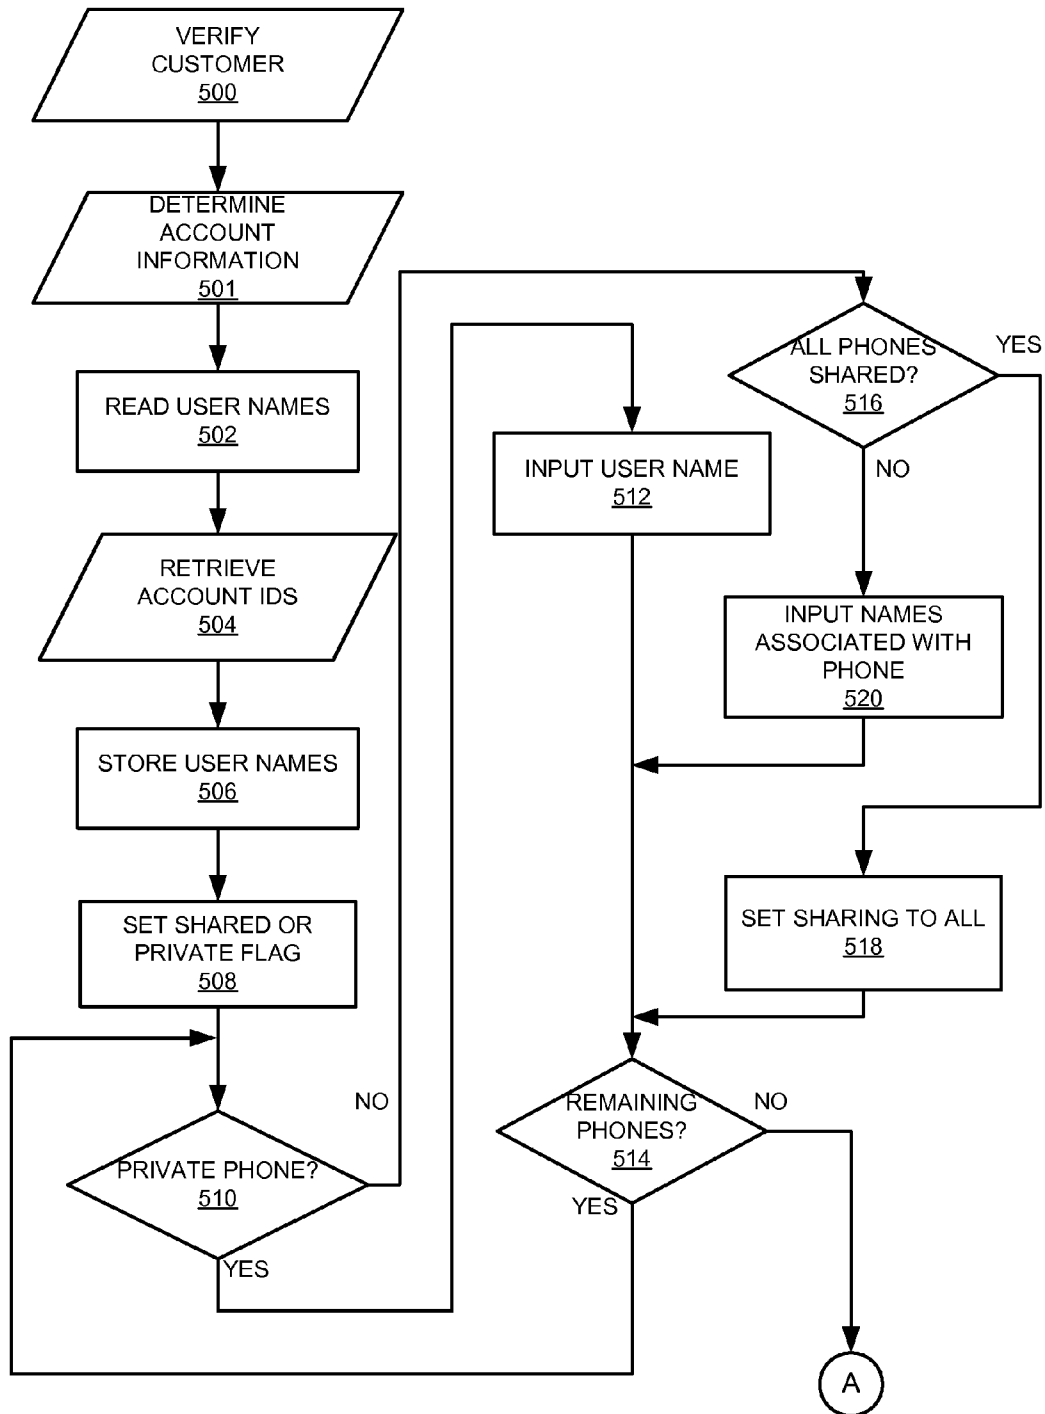 VERIFY
CUSTOMER
500
DETERMINE
ACCOUNT
INFORMATION
501
READ USER NAMES
502
RETRIEVE
ACCOUNT IDS
504
STORE USER NAMES
506
SET SHARED OR
PRIVATE FLAG
508
PRIVATE PHONE?
510
NO
YES
INPUT USER NAME
512
ALL PHONES
SHARED?
516
YES
NO
INPUT NAMES
ASSOCIATED WITH
PHONE
520
SET SHARING TO ALL
518
REMAINING
PHONES?
514
NO
YES
A